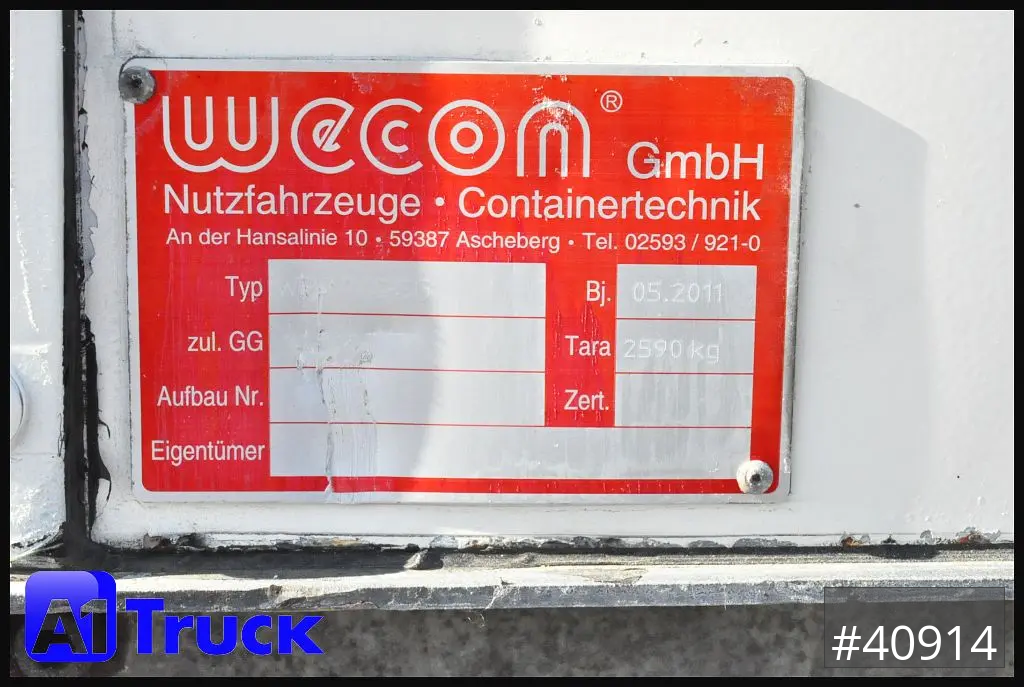 wecon® GmbH
Nutzfahrzeuge • Containertechnik
An der Hansalinie 10 • 59387 Ascheberg • Tel. 02593 / 921-0
Typ Bj. 05.2011
zul. GG Tara 2590 kg
Aufbau Nr. Zert.
Eigentümer
A1 Truck
#40914